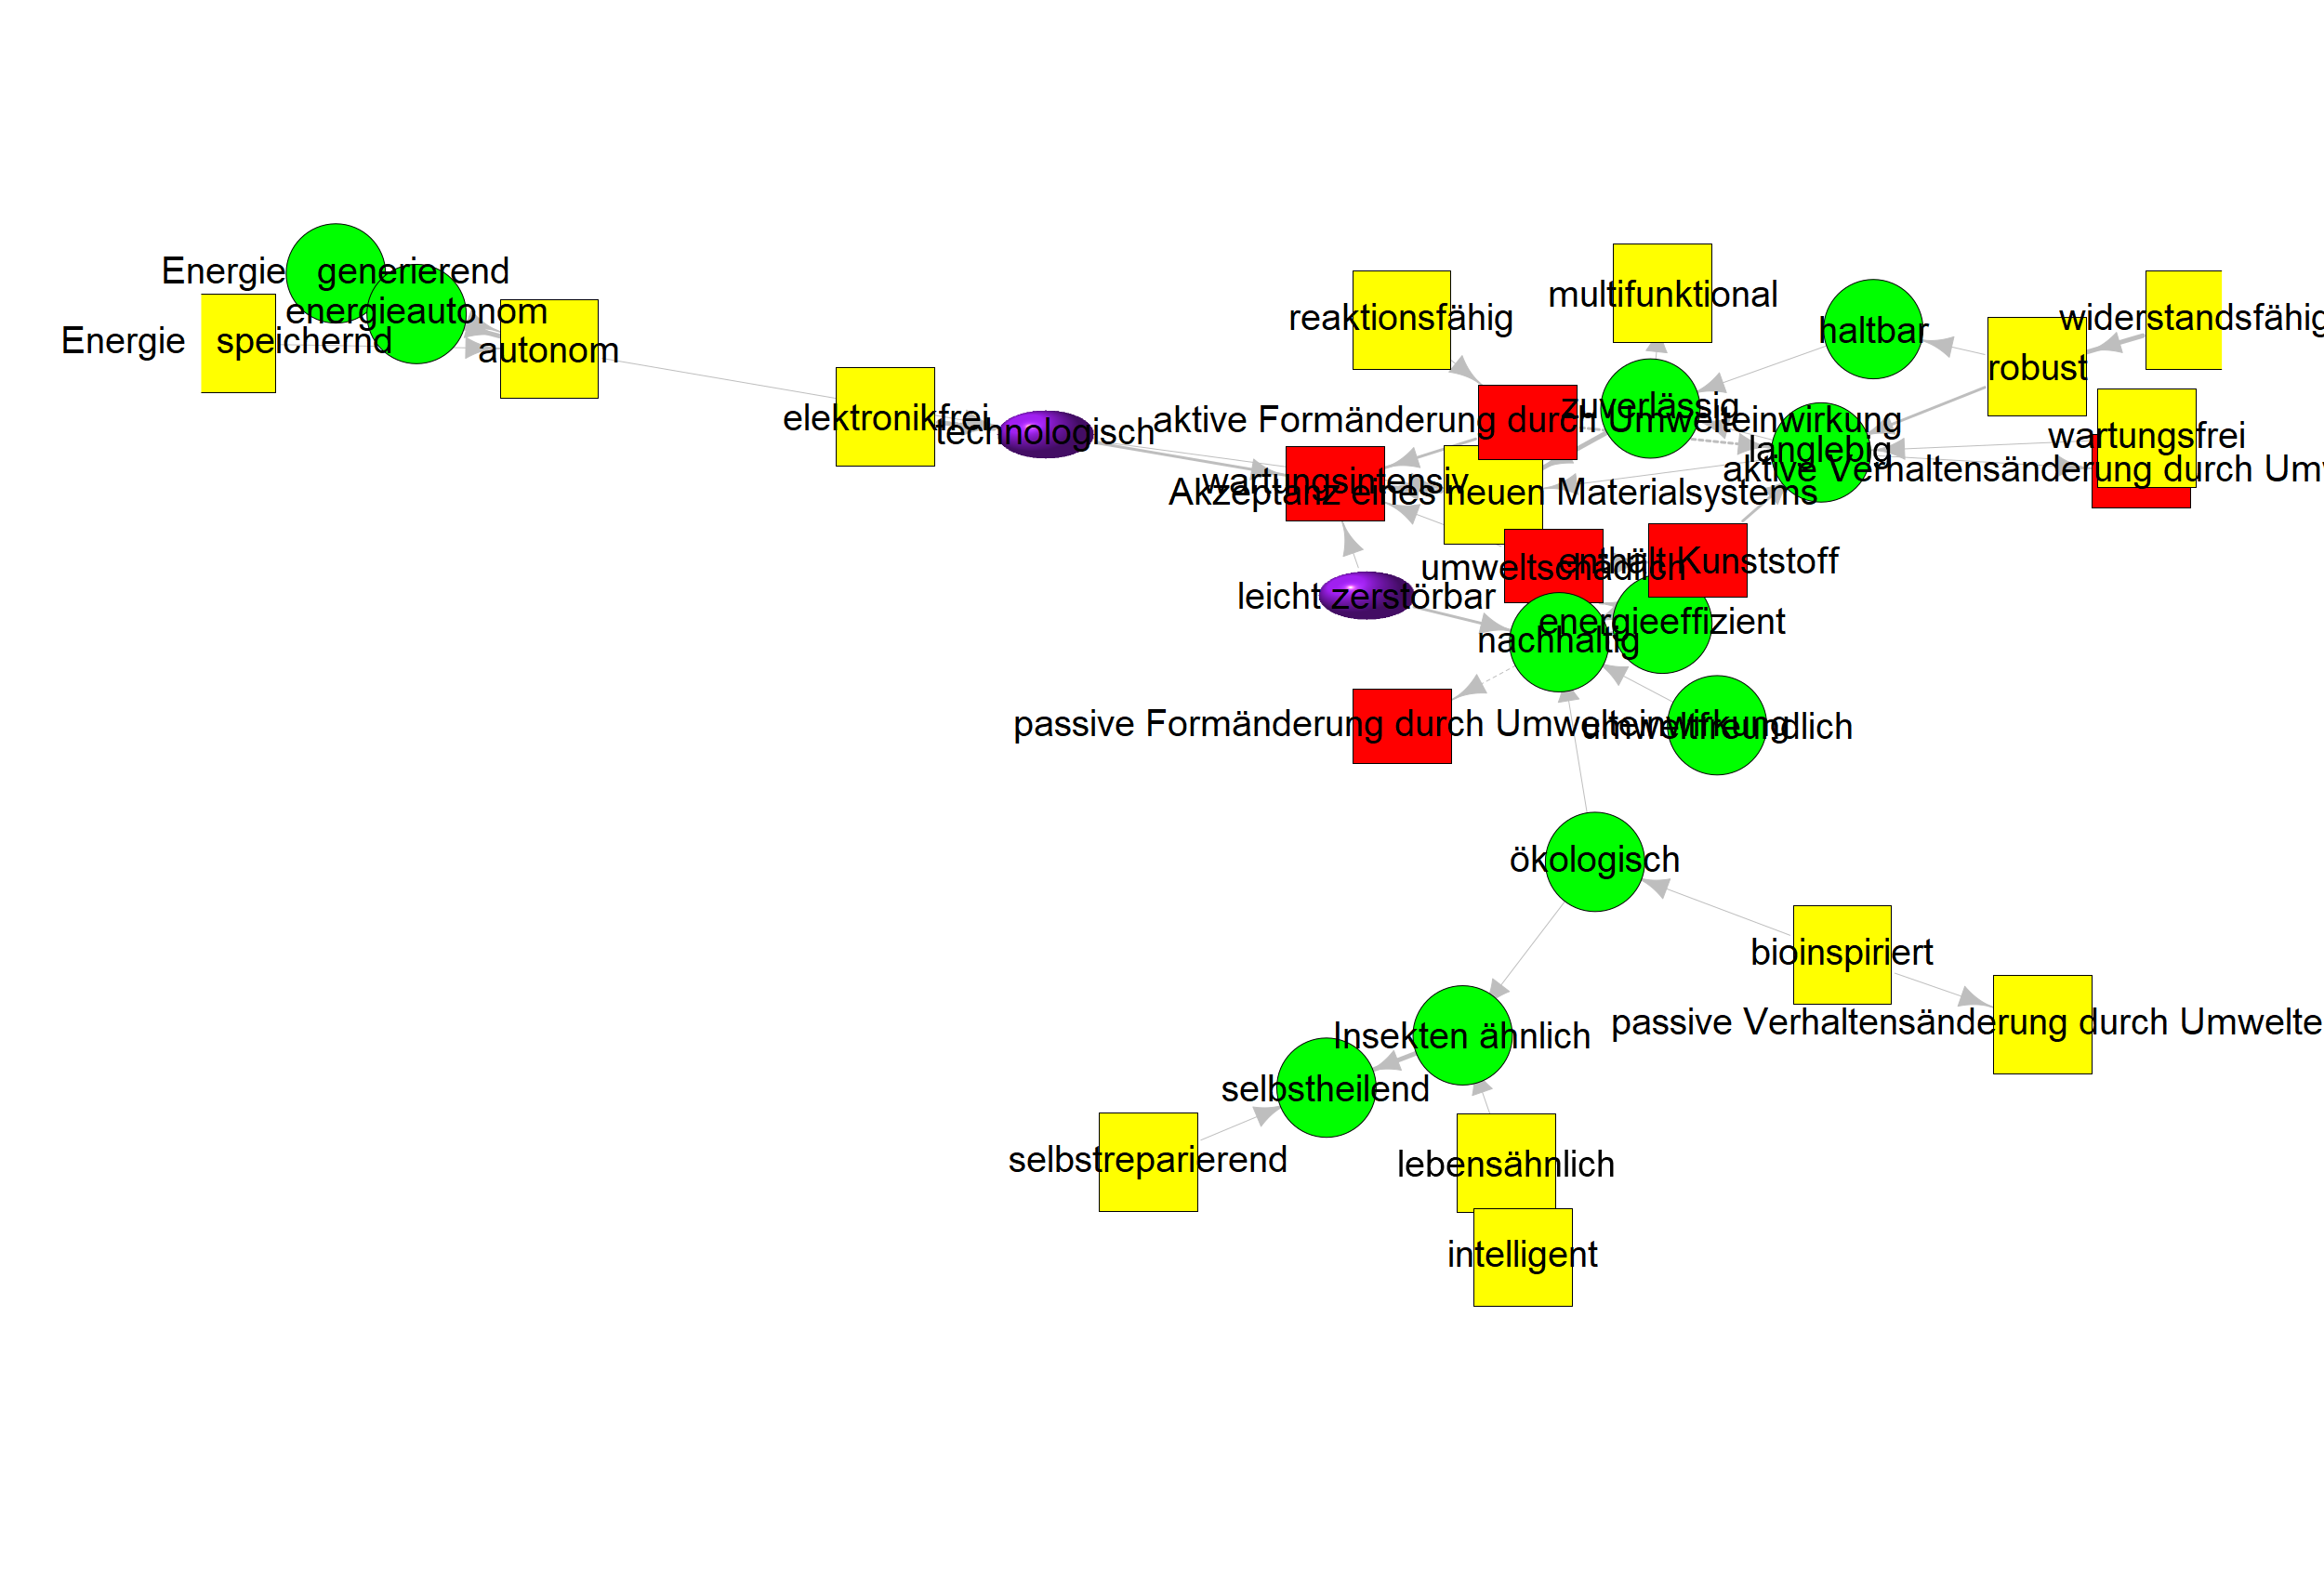 Energie   generierend
energieautonom
Energie   speichernd
autonom
elektronikfrei
technologisch
reaktionsfähig
multifunktional
haltbar
widerstandsfähig
robust
zuverlässig
aktive Formänderung durch Umwelteinwirkung
wartungsfrei
langlebig
aktive Verhaltensänderung durch Umw
wartungsintensiv
Akzeptanz eines neuen Materialsystems
enthält Kunststoff
umweltschädlich
leicht zerstörbar
energieeffizient
nachhaltig
passive Formänderung durch Umwelteinwirkung
umweltfreundlich
ökologisch
bioinspiriert
passive Verhaltensänderung durch Umwelte
Insekten ähnlich
selbstheilend
selbstreparierend
lebensähnlich
intelligent